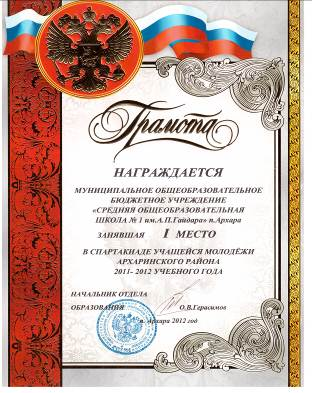 Грамота
НАГРАЖДАЕТСЯ
МУНИЦИПАЛЬНОЕ ОБЩЕОБРАЗОВАТЕЛЬНОЕ
БЮДЖЕТНОЕ УЧРЕЖДЕНИЕ
«СРЕДНЯЯ ОБЩЕОБРАЗОВАТЕЛЬНАЯ
ШКОЛА № 1 им.А.П.Гайдара» п.Архара
ЗАНЯВШАЯ I МЕСТО
В СПАРТАКИАДЕ УЧАЩЕЙСЯ МОЛОДЁЖИ
АРХАРИНСКОГО РАЙОНА
2011- 2012 УЧЕБНОГО ГОДА
НАЧАЛЬНИК ОТДЕЛА
ОБРАЗОВАНИЯ О.В.Герасимов
п. Архара 2012 год